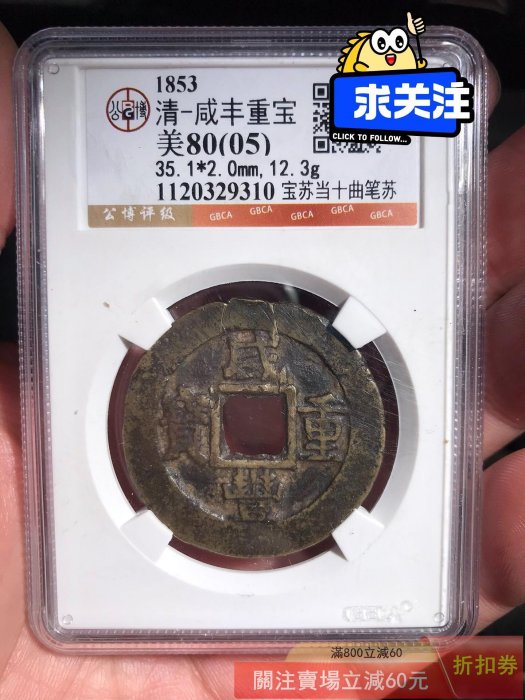 1853
清-咸丰重宝
美80(05)
35.1*2.0mm,12.3g
1120329310 宝苏当十曲笔苏
公博评级 GBCA GBCA GBCA GBCA GBCA
求关注
CLICK TO FOLLOW...
咸
寳 重
豐
滿800立減60
關注賣場立減60元
折扣券